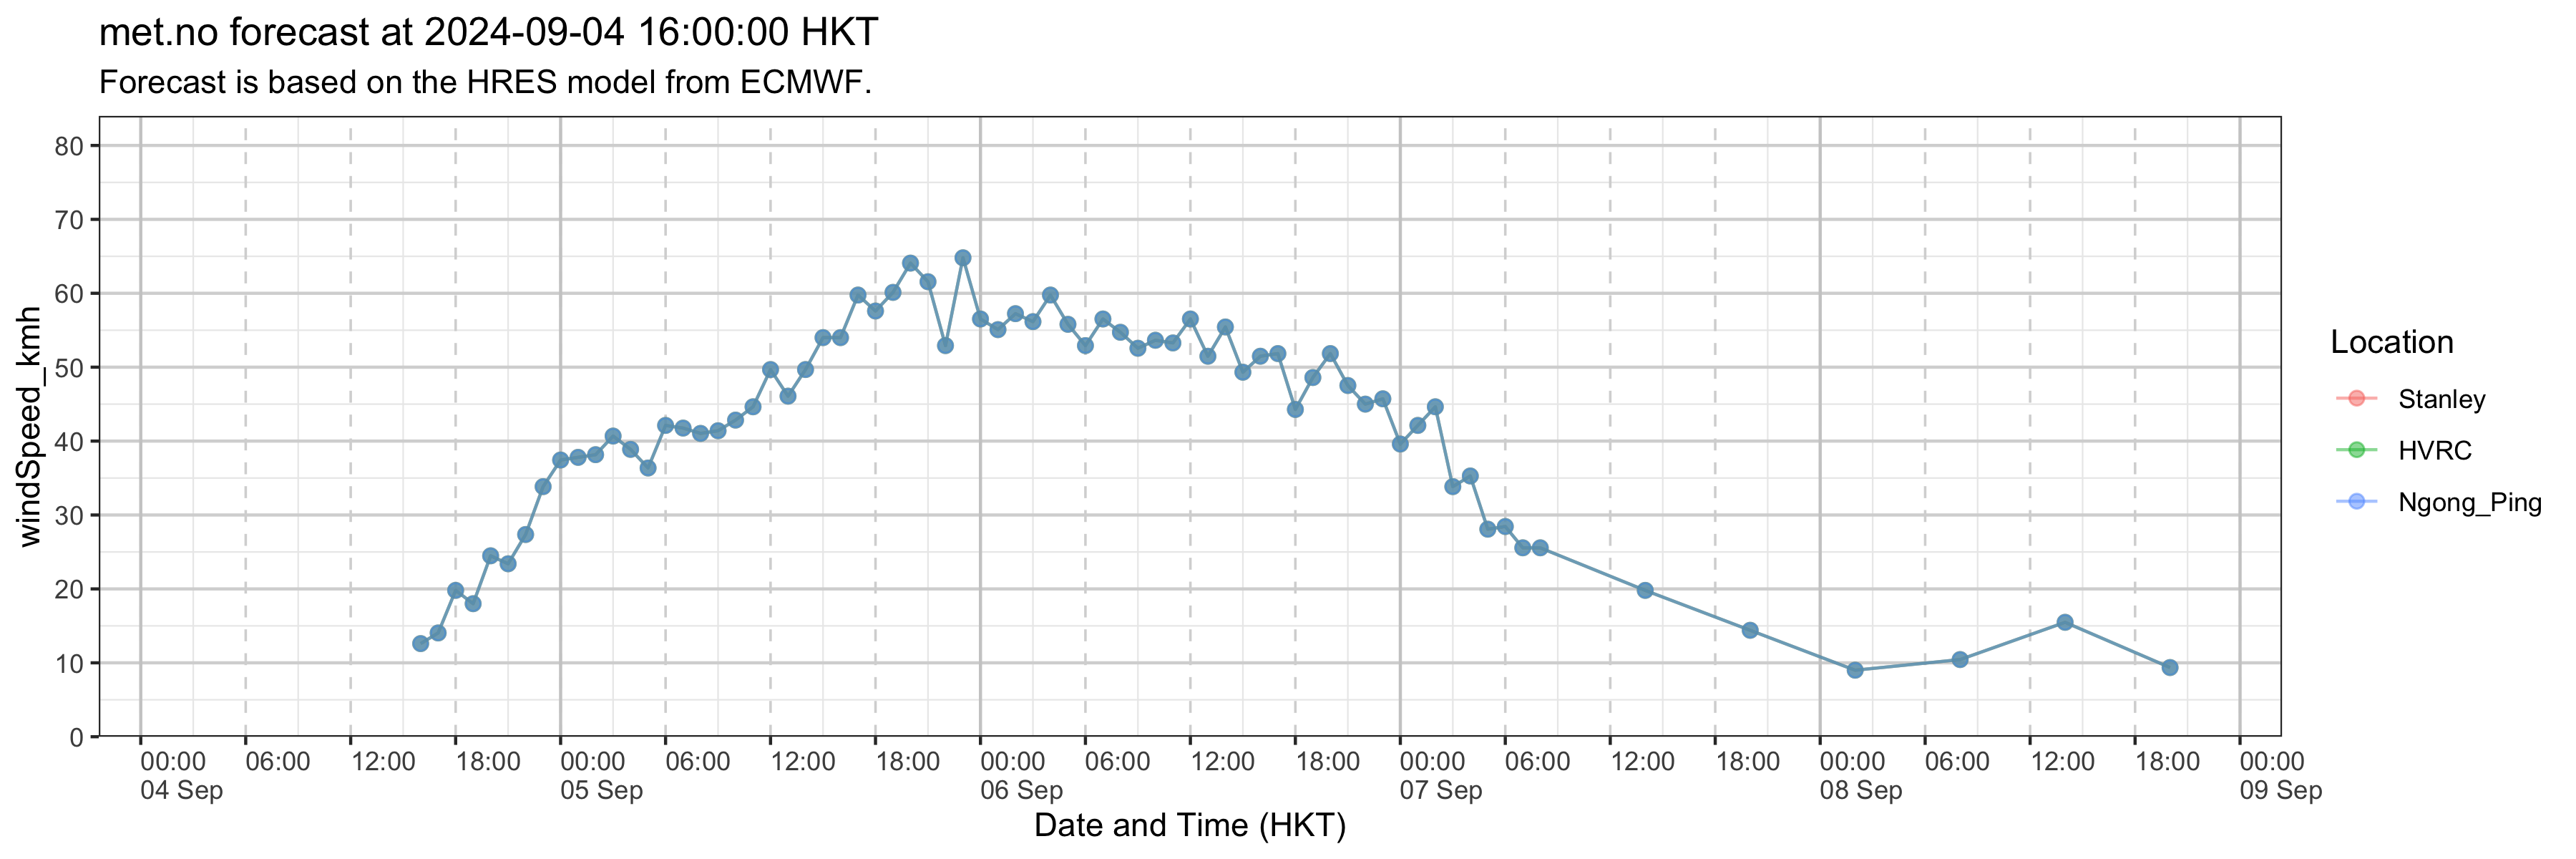 met.no forecast at 2024-09-04 16:00:00 HKT
Forecast is based on the HRES model from ECMWF.
windSpeed_kmh
80
70
60
50
40
30
20
10
0
00:00 06:00 12:00 18:00 00:00 06:00 12:00 18:00 00:00 06:00 12:00 18:00 00:00 06:00 12:00 18:00 00:00 06:00 12:00 18:00 00:00
04 Sep 05 Sep 06 Sep 07 Sep 08 Sep 09 Sep
Date and Time (HKT)
Location
Stanley
HVRC
Ngong_Ping